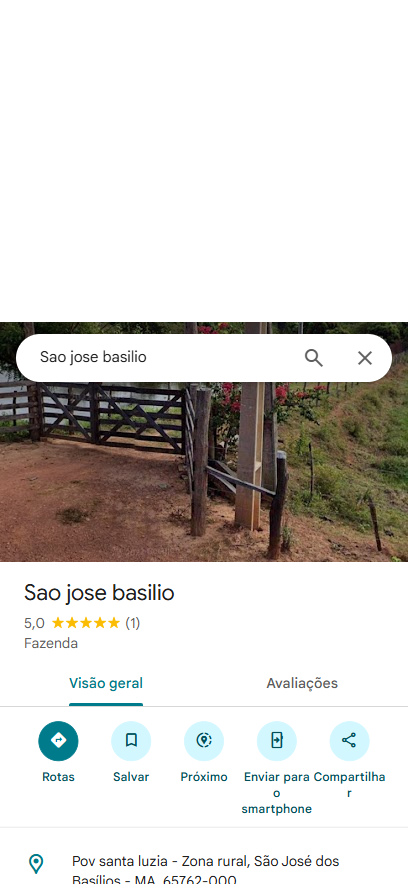 Sao jose basilio
Sao jose basilio
5,0 (1)
Fazenda
Visão geral Avaliações
Rotas Salvar Próximo Enviar para o smartphone Compartilhar
Pov santa luzia - Zona rural, São José dos
Basílios - MA, 65762-000